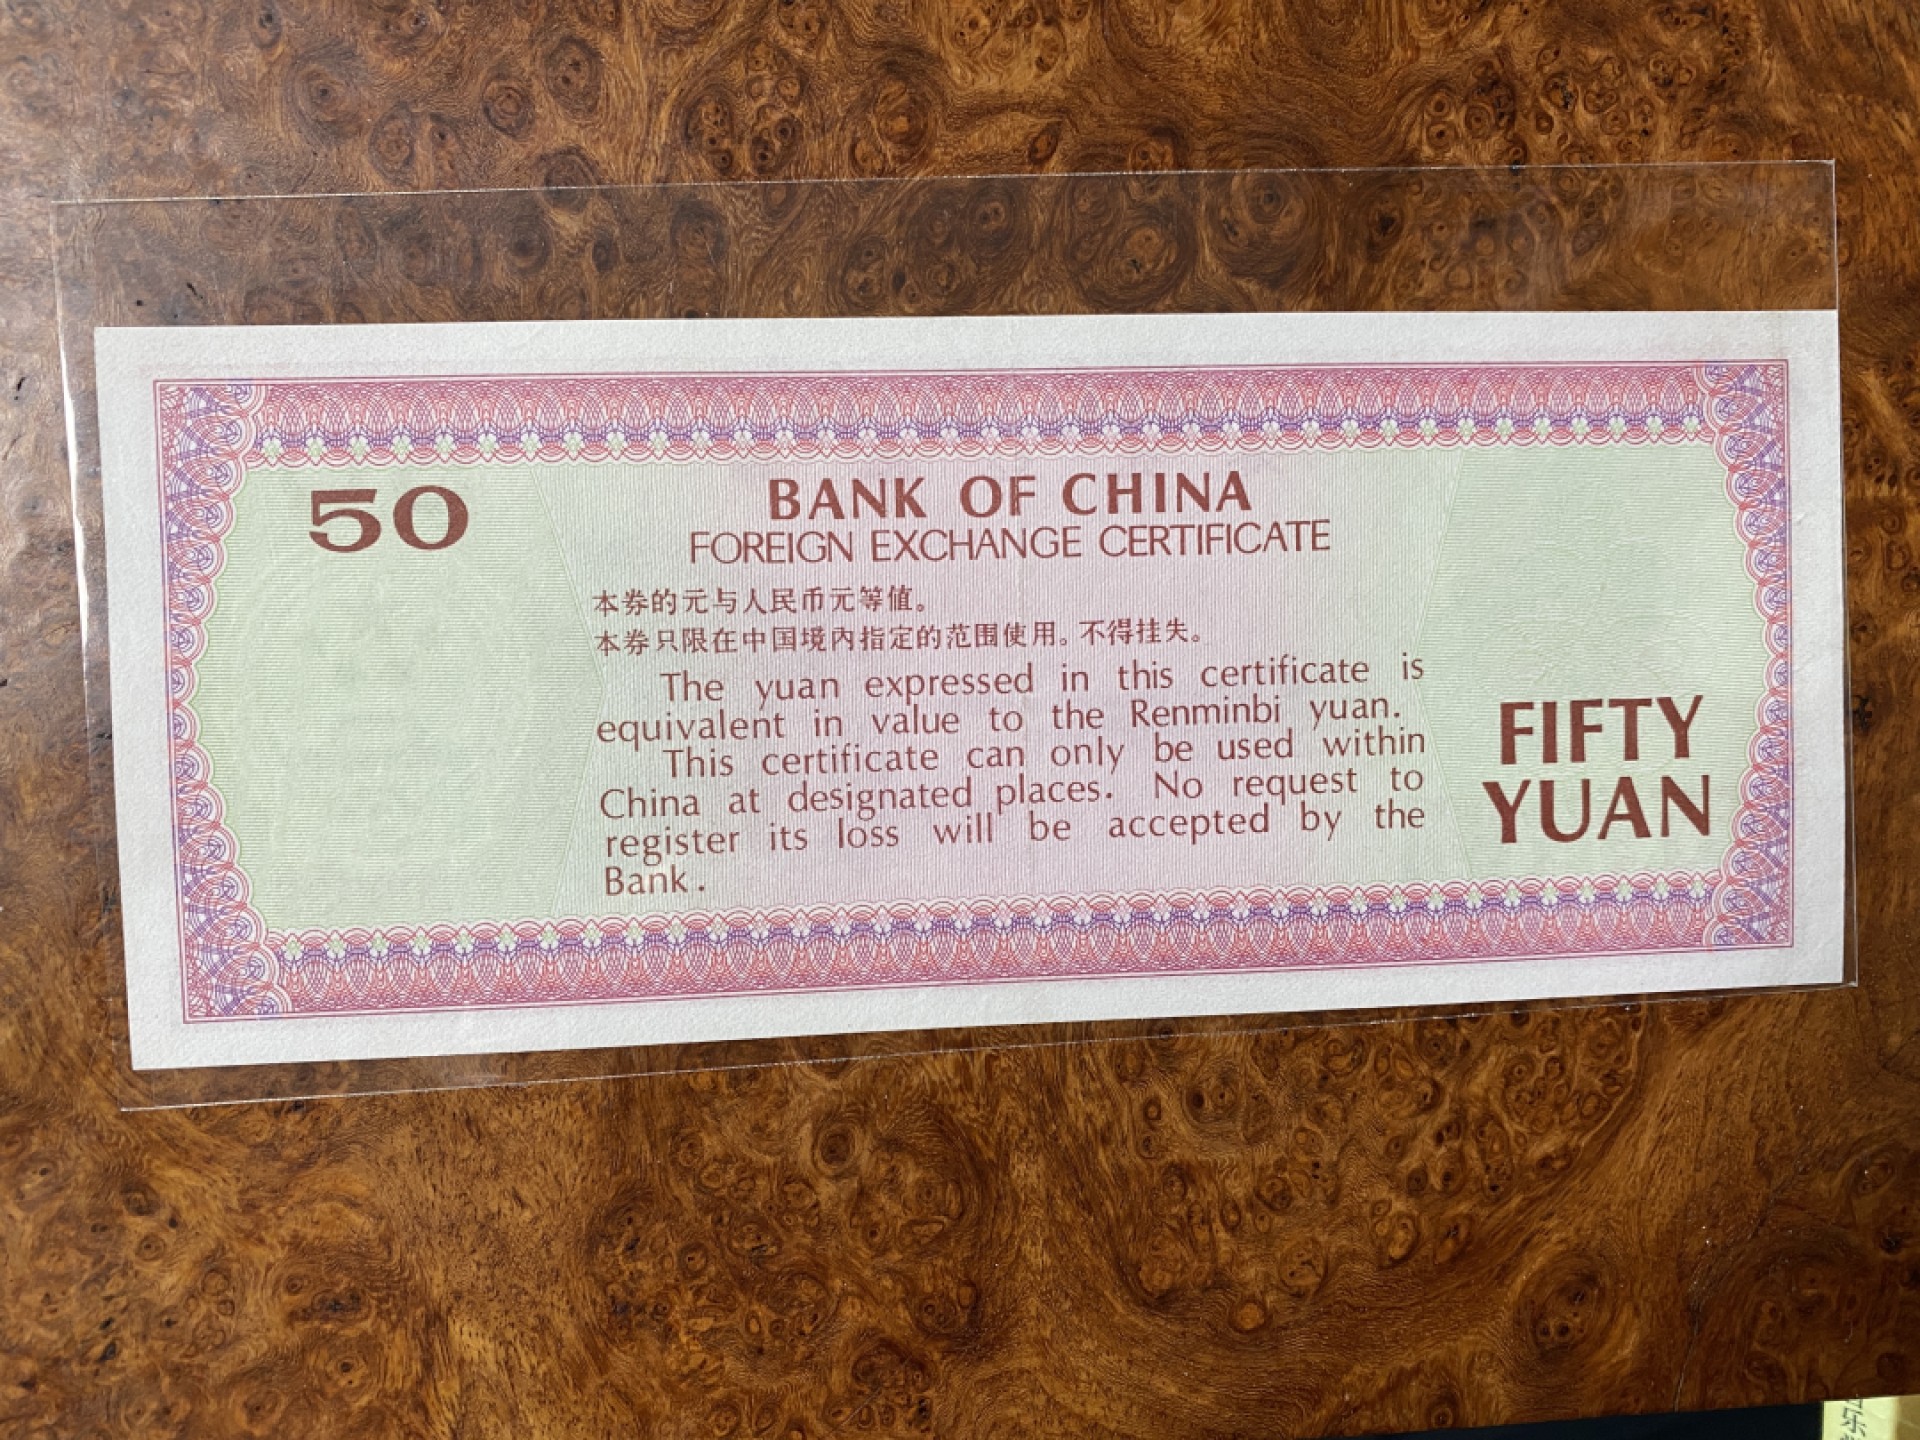 50
BANK OF CHINA
FOREIGN EXCHANGE CERTIFICATE
本券的元与人民币元等值。
本券只限在中国境内指定的范围使用。不得挂失。
The yuan expressed in this certificate is
equivalent in value to the Renminbi yuan.
This certificate can only be used within
China at designated places. No request to
register its loss will be accepted by the
Bank.
FIFTY
YUAN